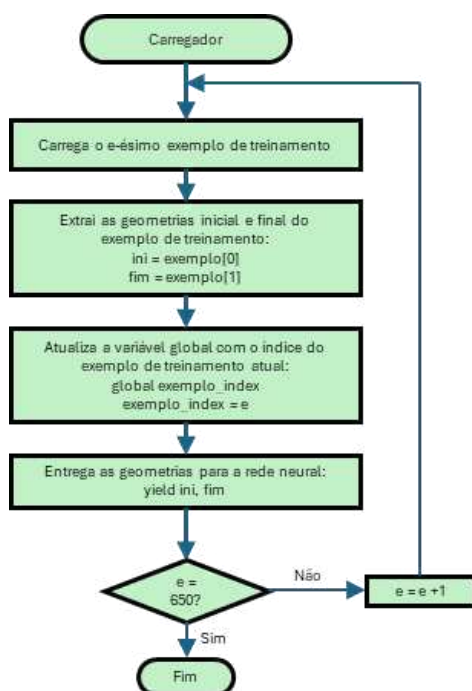 Carregador
Carrega o e-ésimo exemplo de treinamento
Extrai as geometrias inicial e final do
exemplo de treinamento:
ini = exemplo[0]
fim = exemplo[1]
Atualiza a variável global com o índice do
exemplo de treinamento atual:
global exemplo_index
exemplo_index = e
Entrega as geometrias para a rede neural:
yield ini, fim
e =
650?
Não
e = e +1
Sim
Fim